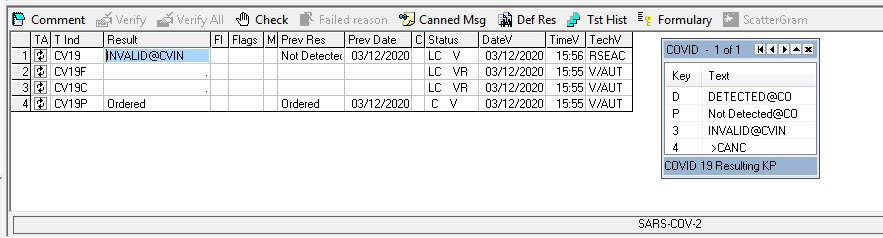 Comment Verify Verify All Check Failed reason Canned Msg Def Res Tst Hist Formulary ScatterGram
TA T Ind Result Fl Flags M Prev Res Prev Date C Status DateV TimeV TechV
1 CV19 INVALID@CVIN Not Detected 03/12/2020 LC V 03/12/2020 15:56 RSEAC
2 CV19F . LC VR 03/12/2020 15:55 V/AUT
3 CV19C . LC VR 03/12/2020 15:55 V/AUT
4 CV19P Ordered Ordered 03/12/2020 C V 03/12/2020 15:55 V/AUT
COVID - 1 of 1
Key Text
D DETECTED@CO
P Not Detected@CO
3 INVALID@CVIN
4 >CANC
COVID 19 Resulting KP
SARS-COV-2